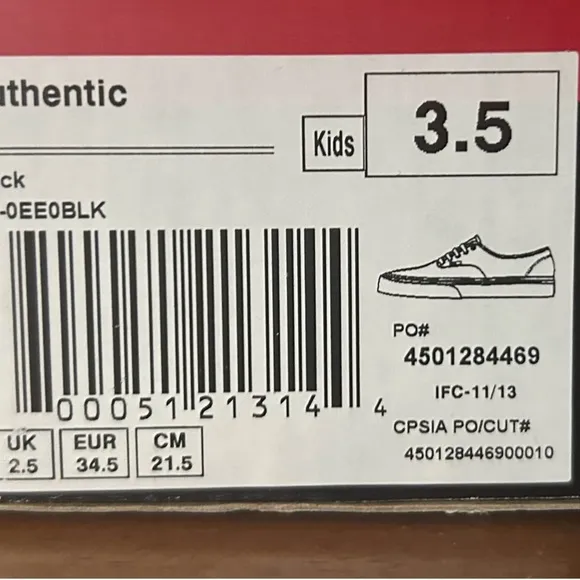 uthentic
Kids
3.5
ck
-0EE0BLK
PO#
4501284469
IFC-11/13
00051 21314 4
CPSIA PO/CUT#
450128446900010
UK
2.5
EUR
34.5
CM
21.5